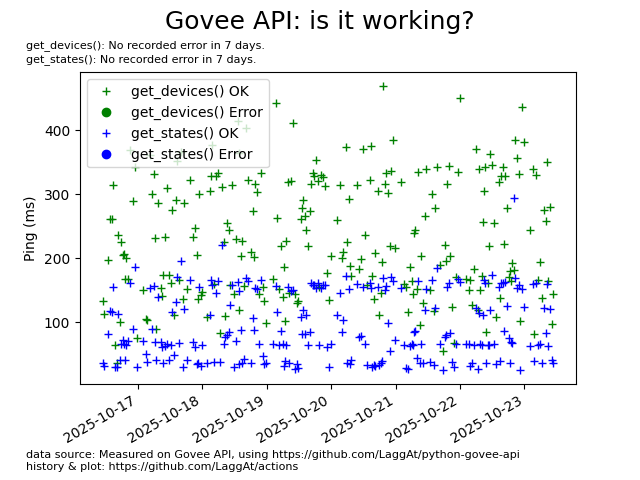 Govee API: is it working?
get_devices(): No recorded error in 7 days.
get_states(): No recorded error in 7 days.
get_devices() OK
get_devices() Error
get_states() OK
get_states() Error
Ping (ms)
400
300
200
100
2025-10-17
2025-10-18
2025-10-19
2025-10-20
2025-10-21
2025-10-22
2025-10-23
data source: Measured on Govee API, using https://github.com/LaggAt/python-govee-api
history & plot: https://github.com/LaggAt/actions